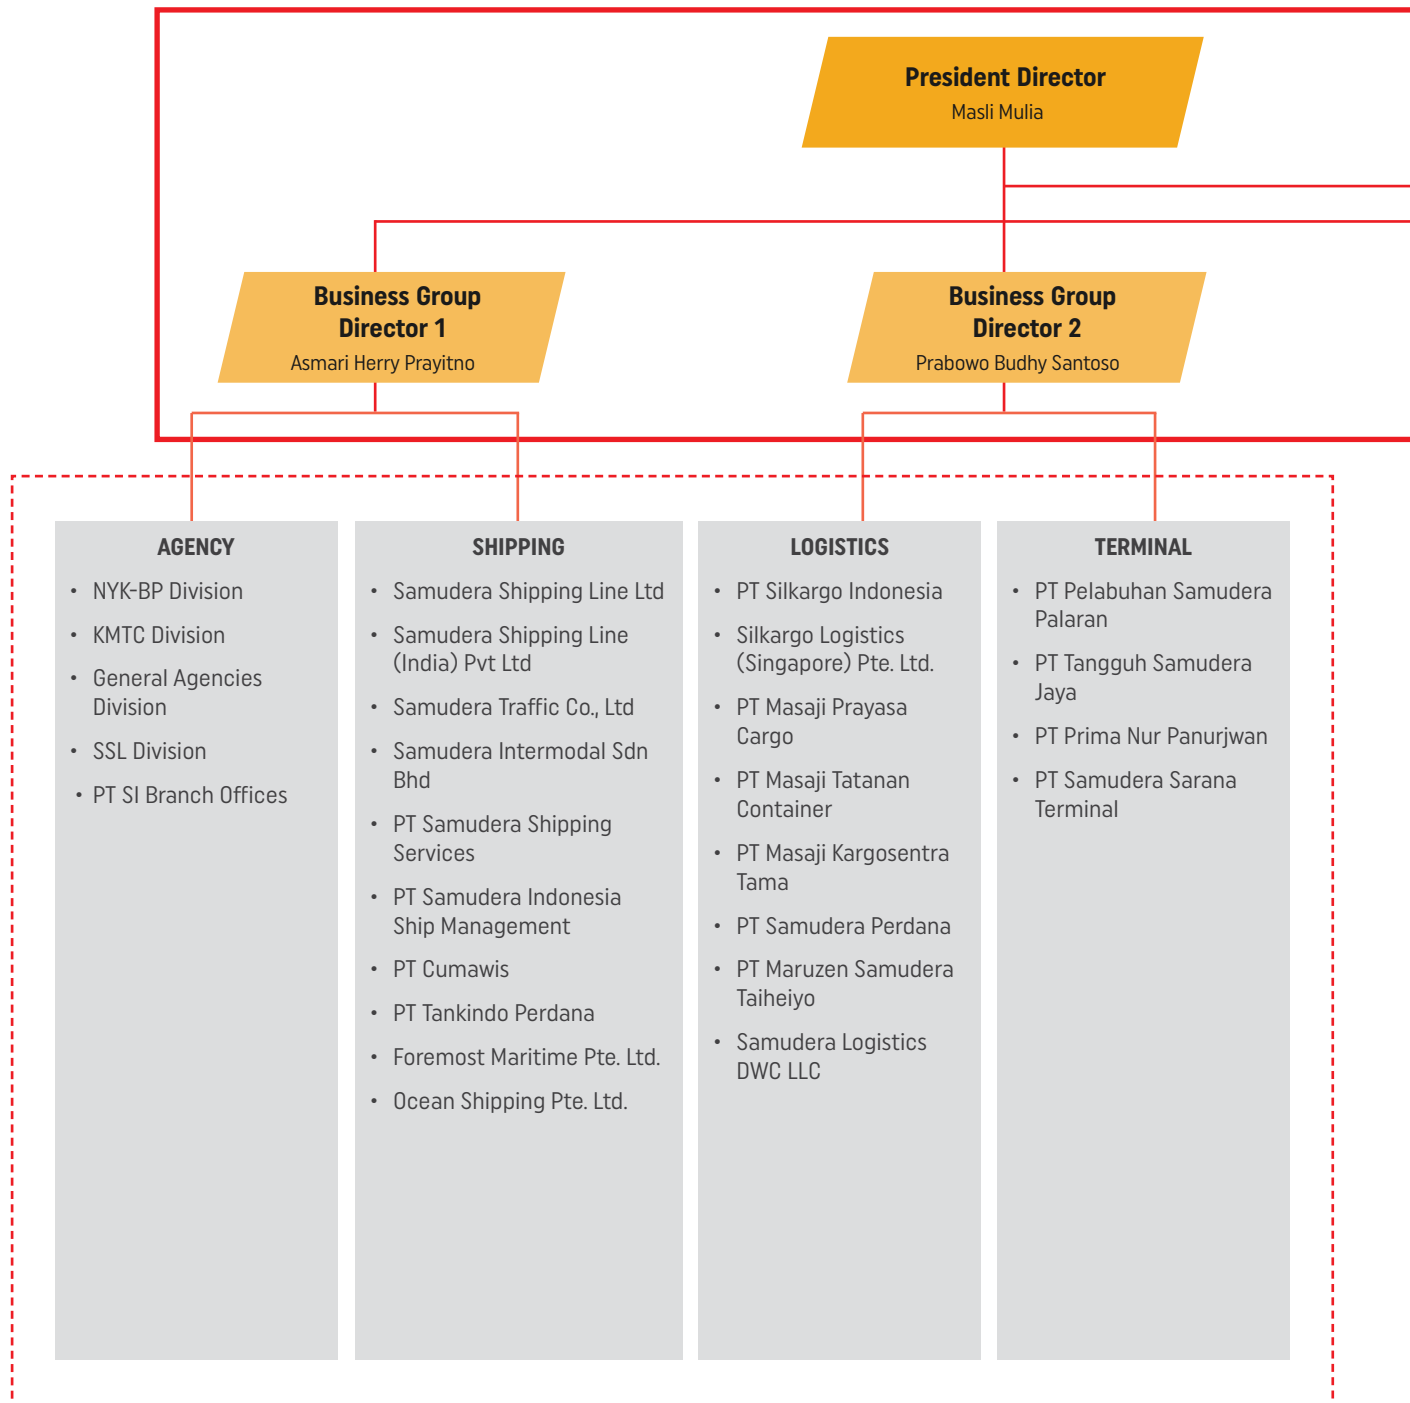 President Director
Masli Mulia
Business Group
Director 1
Asmari Herry Prayitno
Business Group
Director 2
Prabowo Budhy Santoso
AGENCY
• NYK-BP Division
• KMTC Division
• General Agencies
Division
• SSL Division
• PT SI Branch Offices
SHIPPING
• Samudera Shipping Line Ltd
• Samudera Shipping Line
(India) Pvt Ltd
• Samudera Traffic Co., Ltd
• Samudera Intermodal Sdn
Bhd
• PT Samudera Shipping
Services
• PT Samudera Indonesia
Ship Management
• PT Cumawis
• PT Tankindo Perdana
• Foremost Maritime Pte. Ltd.
• Ocean Shipping Pte. Ltd.
LOGISTICS
• PT Silkargo Indonesia
• Silkargo Logistics
(Singapore) Pte. Ltd.
• PT Masaji Prayasa
Cargo
• PT Masaji Tatanan
Container
• PT Masaji Kargosentra
Tama
• PT Samudera Perdana
• PT Maruzen Samudera
Taiheiyo
• Samudera Logistics
DWC LLC
TERMINAL
• PT Pelabuhan Samudera
Palaran
• PT Tangguh Samudera
Jaya
• PT Prima Nur Panurjwan
• PT Samudera Sarana
Terminal